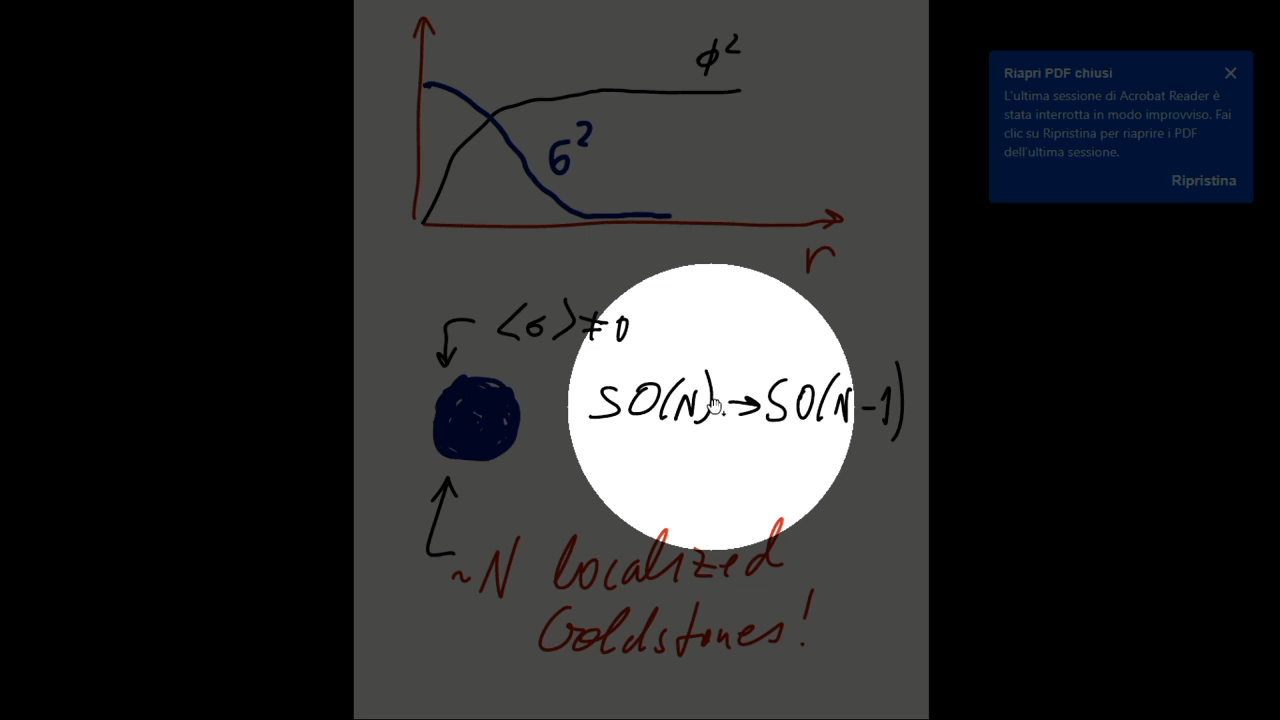 ϕ²
σ²
r
<σ>≠0
SO(N) → SO(N-1)
~N localized
Goldstones!
Riapri PDF chiusi
L'ultima sessione di Acrobat Reader è
stata interrotta in modo improvviso. Fai
clic su Ripristina per riaprire i PDF
dell'ultima sessione.
Ripristina